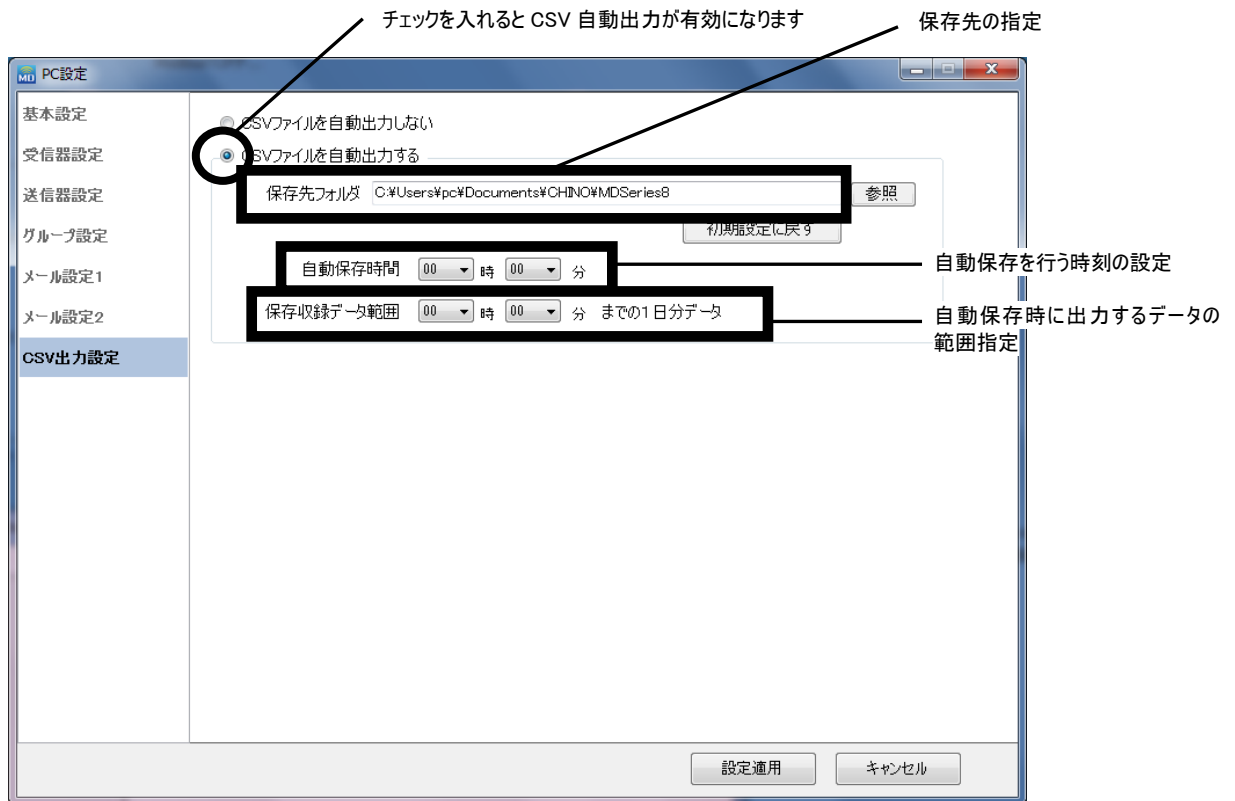 チェックを入れると CSV 自動出力が有効になります
保存先の指定
MD PC設定
基本設定
CSVファイルを自動出力しない
受信器設定
CSVファイルを自動出力する
送信器設定
保存先フォルダ C:¥Users¥pc¥Documents¥CHINO¥MDSeries8 参照
グループ設定
初期設定に戻す
メール設定1
自動保存時間 00 時 00 分
自動保存を行う時刻の設定
メール設定2
保存収録データ範囲 00 時 00 分 までの1日分データ
自動保存時に出力するデータの
範囲指定
CSV出力設定
設定適用 キャンセル